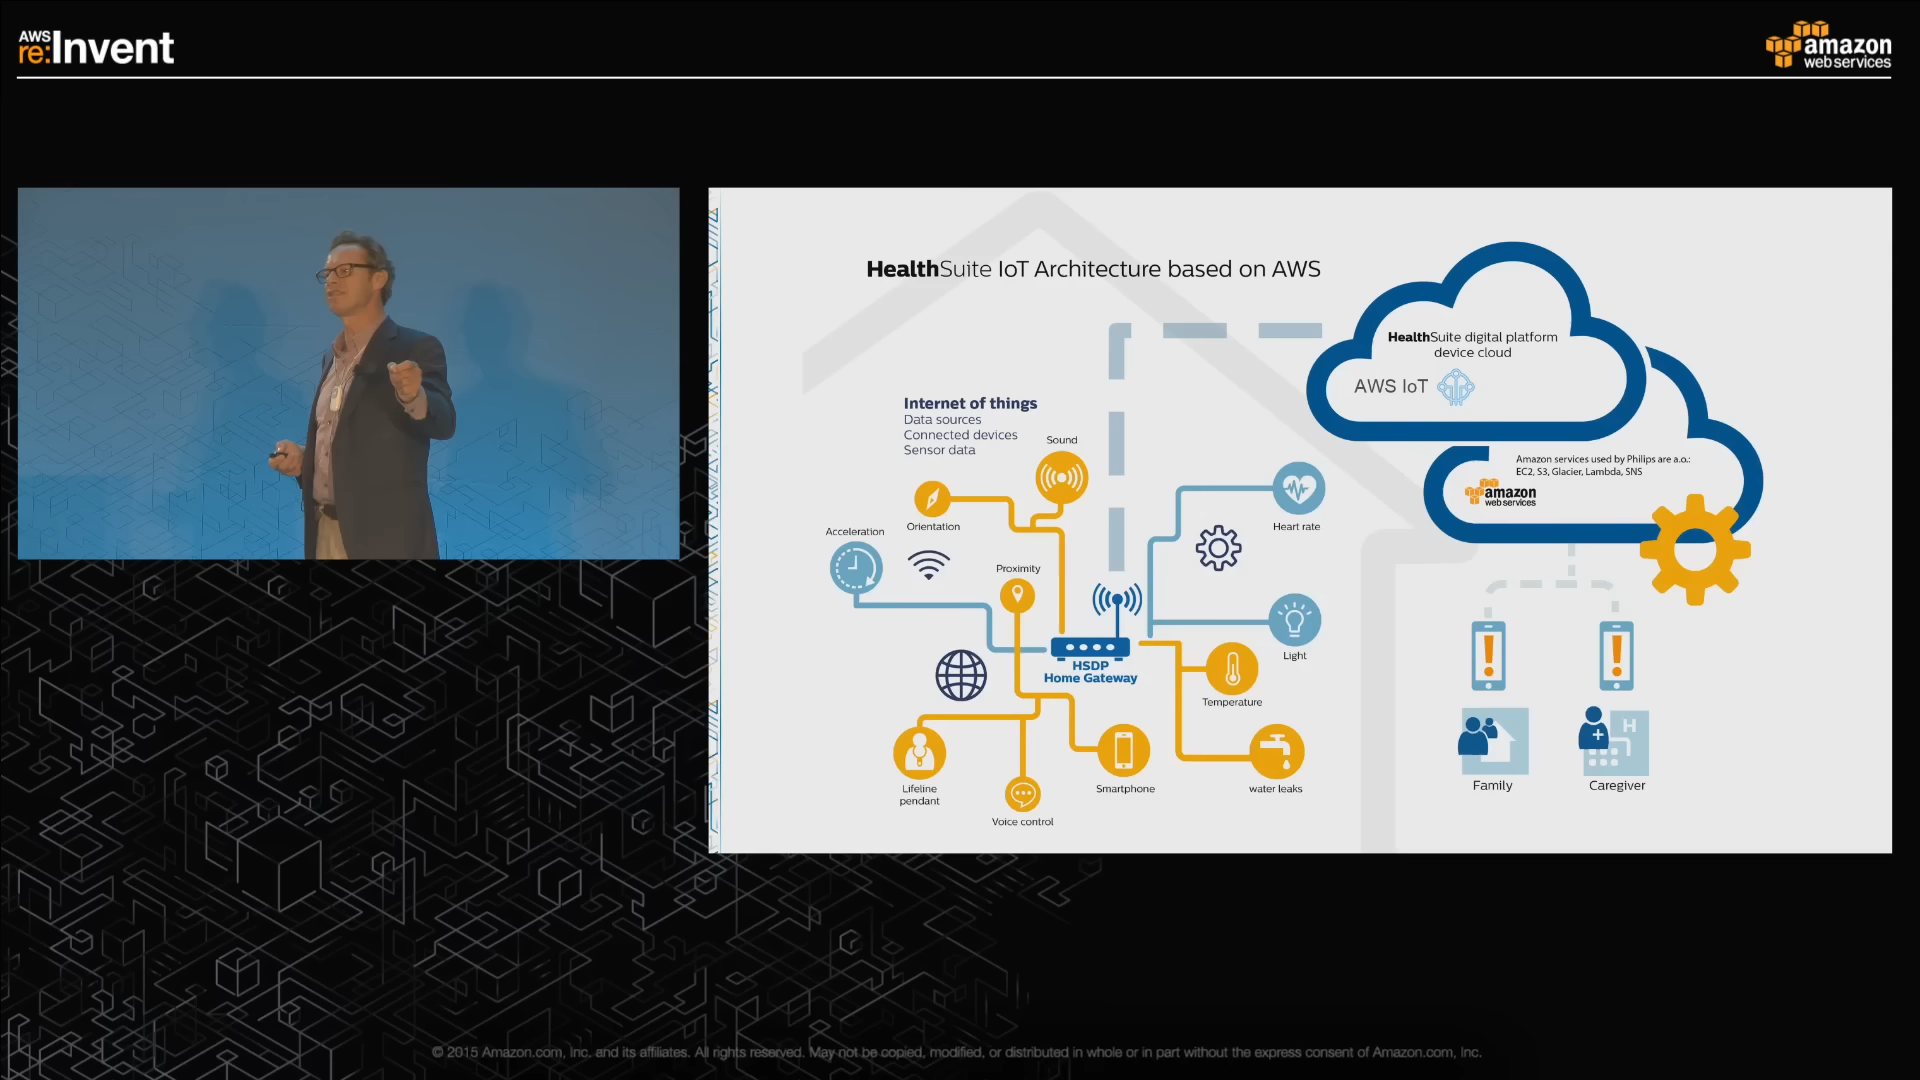 AWS
re:Invent
amazon
web services
HealthSuite IoT Architecture based on AWS
HealthSuite digital platform
device cloud
AWS IoT
Internet of things
Data sources
Connected devices
Sensor data
Sound
Amazon services used by Philips are a.o.:
EC2, S3, Glacier, Lambda, SNS
amazon
web services
Orientation
Heart rate
Acceleration
Proximity
Light
HSDP
Home Gateway
Temperature
H
Lifeline
pendant
Smartphone
water leaks
Family
Caregiver
Voice control
© 2015 Amazon.com, Inc. and its affiliates. All rights reserved. May not be copied, modified, or distributed in whole or in part without the express consent of Amazon.com, Inc.